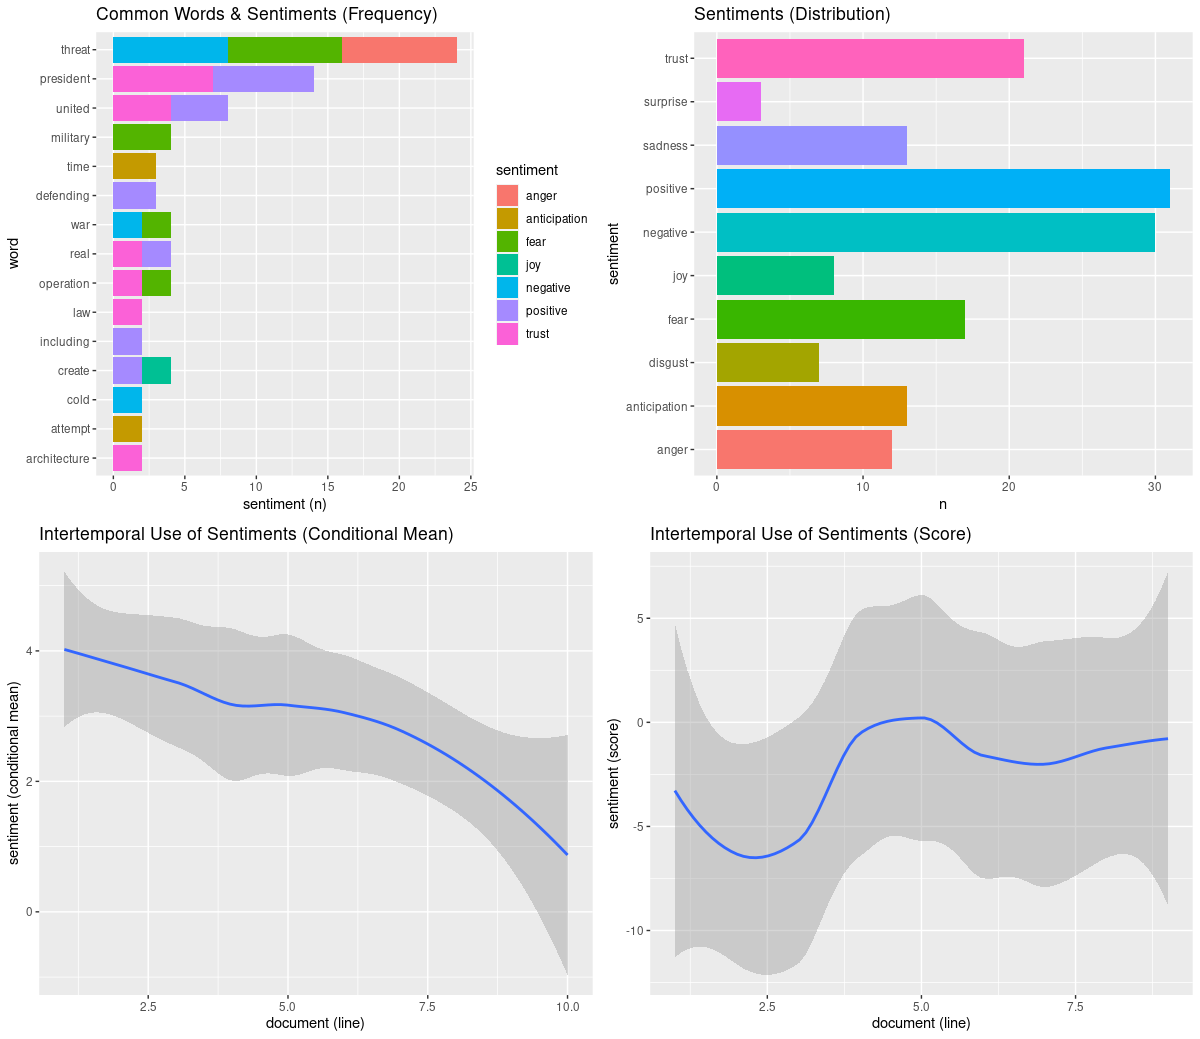 Common Words & Sentiments (Frequency)
word
threat
president
united
military
time
defending
war
real
operation
law
including
create
cold
attempt
architecture
0 5 10 15 20 25
sentiment (n)
sentiment
anger
anticipation
fear
joy
negative
positive
trust
Sentiments (Distribution)
sentiment
trust
surprise
sadness
positive
negative
joy
fear
disgust
anticipation
anger
0 10 20 30
n
Intertemporal Use of Sentiments (Conditional Mean)
sentiment (conditional mean)
4
2
0
2.5 5.0 7.5 10.0
document (line)
Intertemporal Use of Sentiments (Score)
sentiment (score)
5
0
-5
-10
2.5 5.0 7.5
document (line)